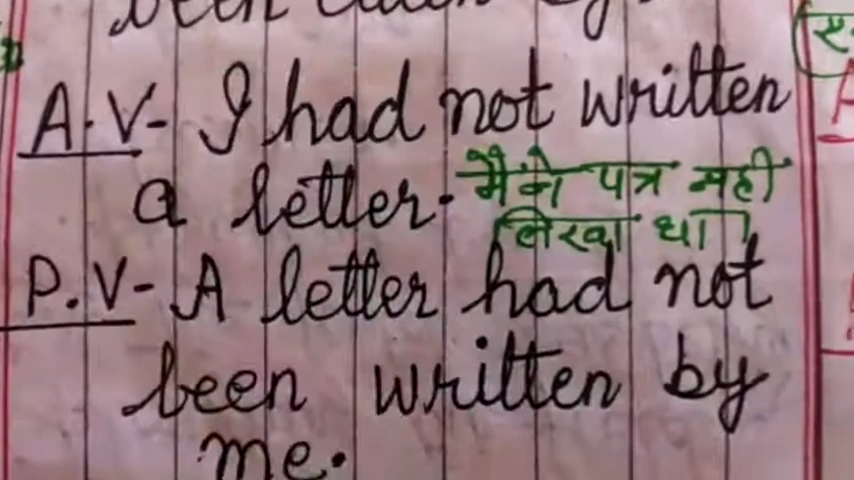 A.V- I had not written
a letter. मैंने पत्र नही
लिखा था।
P.V- A letter had not
been written by
me.